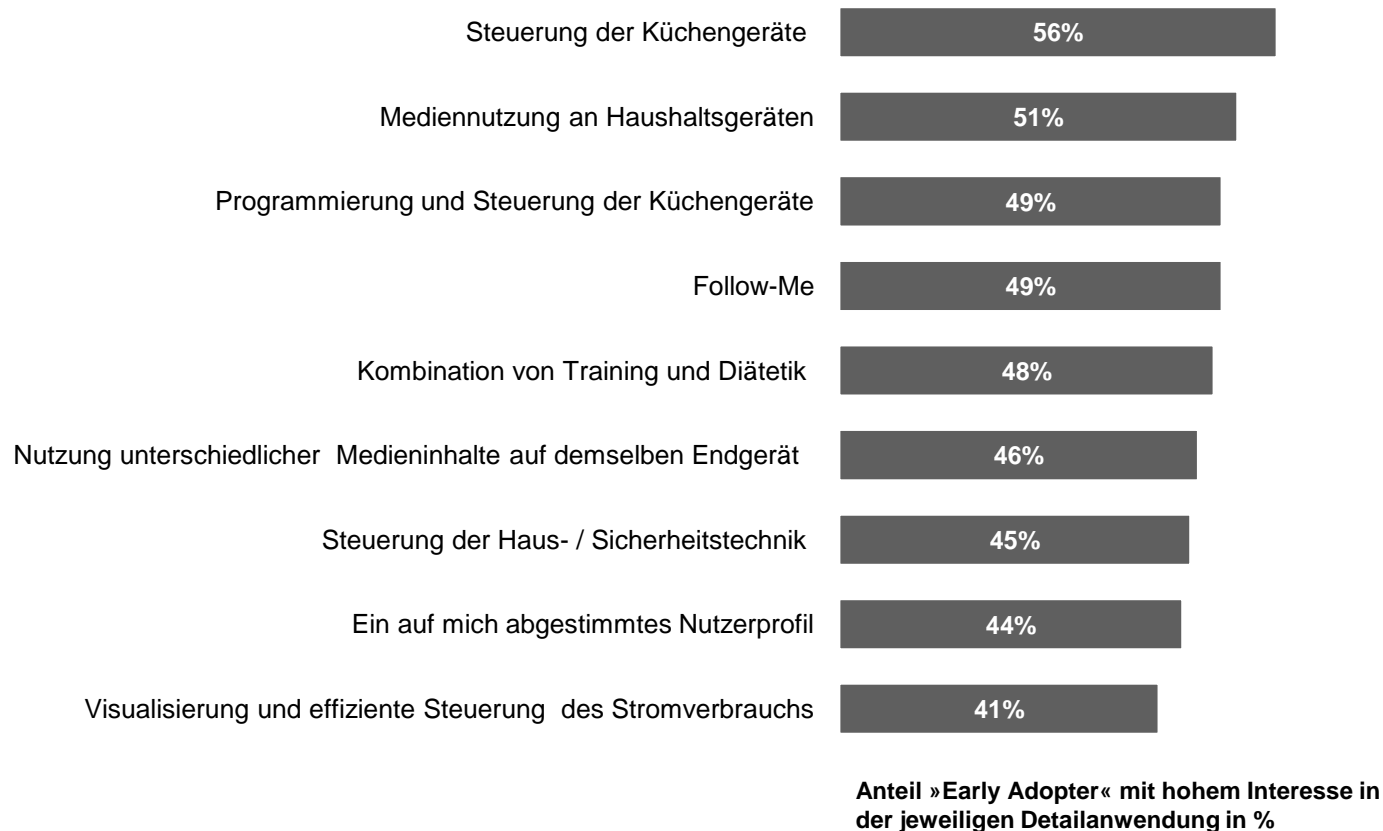 Steuerung der Küchengeräte 56%
Mediennutzung an Haushaltsgeräten 51%
Programmierung und Steuerung der Küchengeräte 49%
Follow-Me 49%
Kombination von Training und Diätetik 48%
Nutzung unterschiedlicher Medieninhalte auf demselben Endgerät 46%
Steuerung der Haus- / Sicherheitstechnik 45%
Ein auf mich abgestimmtes Nutzerprofil 44%
Visualisierung und effiziente Steuerung des Stromverbrauchs 41%
Anteil »Early Adopter« mit hohem Interesse in
der jeweiligen Detailanwendung in %